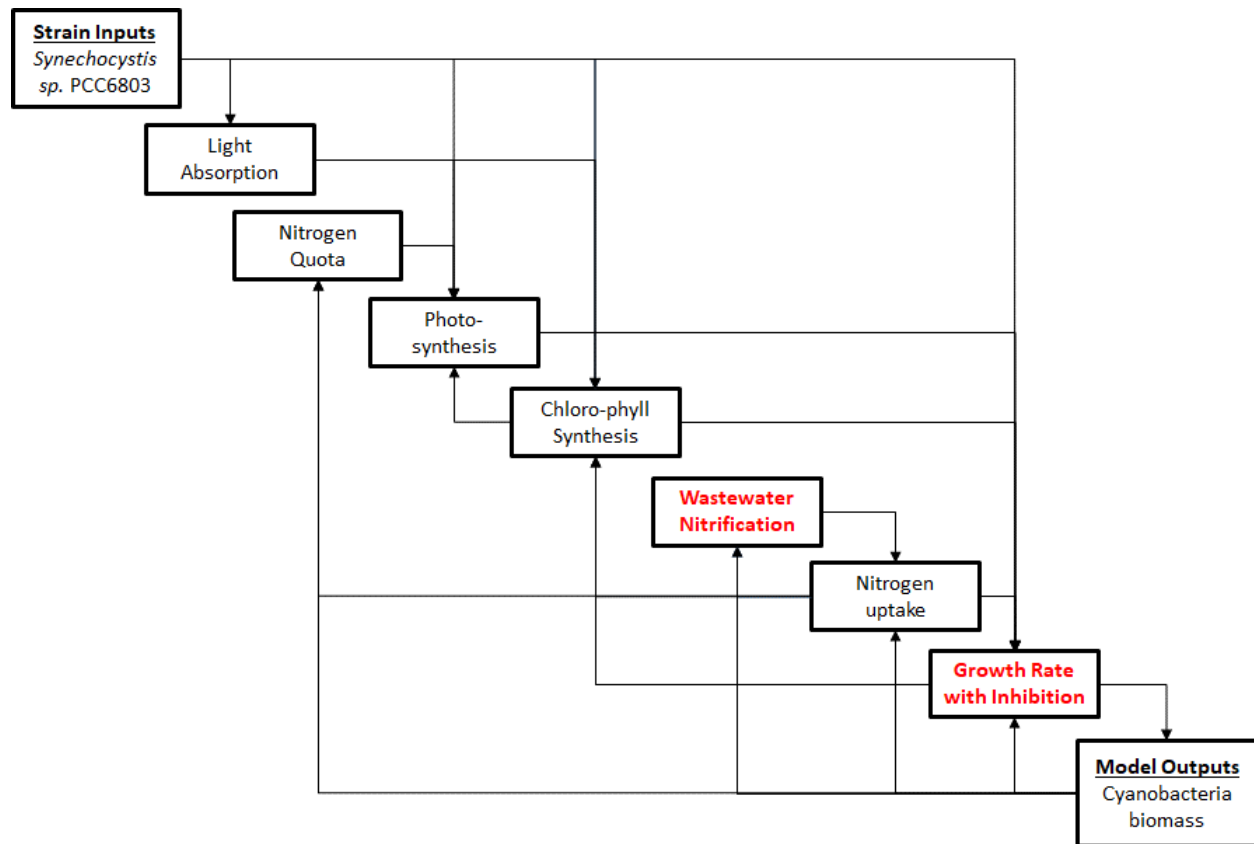 Strain Inputs
Synechocystis
sp. PCC6803
Light
Absorption
Nitrogen
Quota
Photo-
synthesis
Chloro-phyll
Synthesis
Wastewater
Nitrification
Nitrogen
uptake
Growth Rate
with Inhibition
Model Outputs
Cyanobacteria
biomass